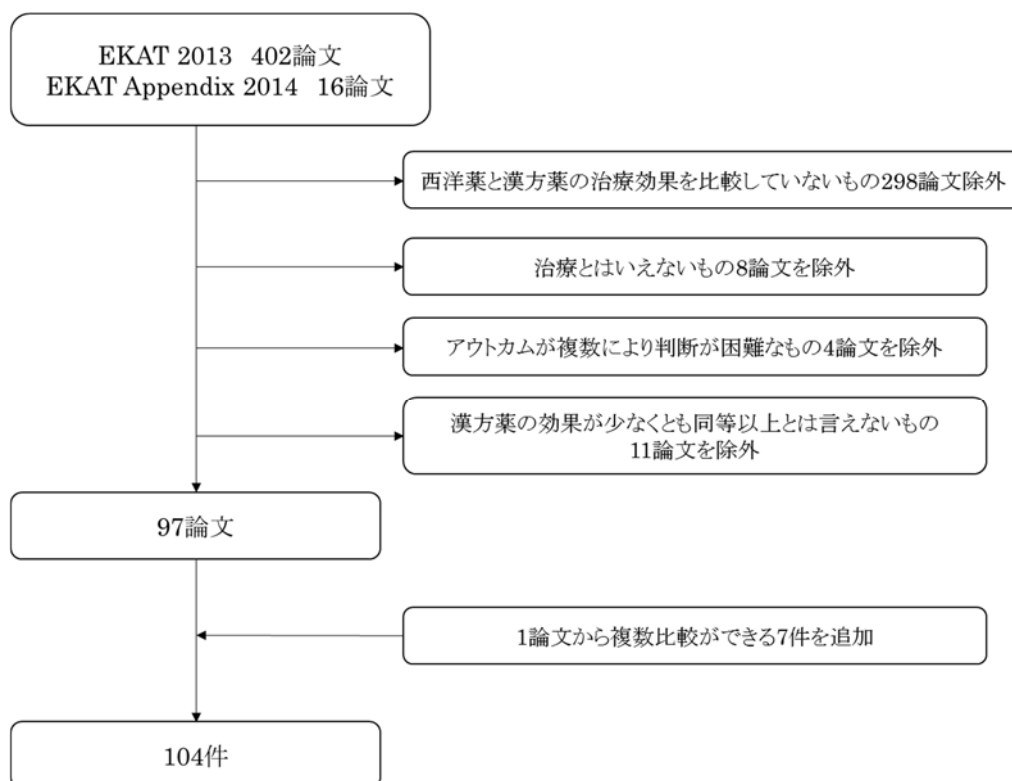 EKAT 2013 402論文
EKAT Appendix 2014 16論文
西洋薬と漢方薬の治療効果を比較していないもの298論文除外
治療とはいえないもの8論文を除外
アウトカムが複数により判断が困難なもの4論文を除外
漢方薬の効果が少なくとも同等以上とは言えないもの
11論文を除外
97論文
1論文から複数比較ができる7件を追加
104件